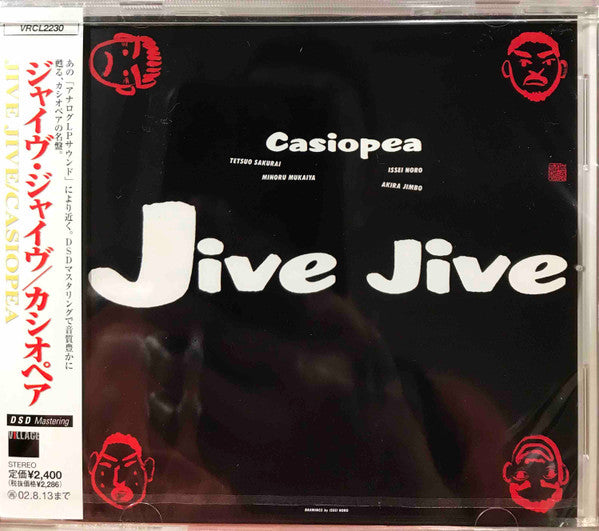 VRCL2230
あの「アナログLPサウンド」により近く。DSDマスタリングで音質豊かに
甦る、カシオペアの名盤。
ジャイヴ・ジャイヴ/カシオペア
JIVE JIVE/CASIOPEA
DSD Mastering
VILLAGE
STEREO
定価¥2,400
(税抜価格¥2,286)
02.8.13まで
Casiopea
TETSUO SAKURAI
ISSEI NORO
MINORU MUKAIYA
AKIRA JIMBO
Jive Jive
DRAWINGS by ISSEI NORO